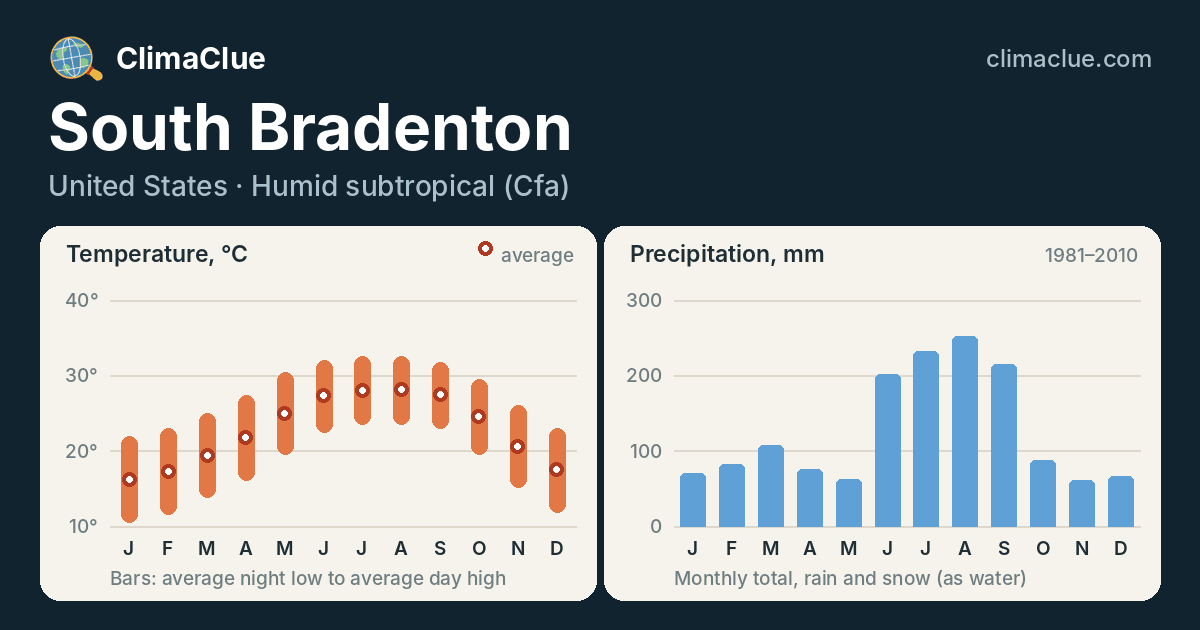 ClimaClue
climaclue.com
South Bradenton
United States · Humid subtropical (Cfa)
Temperature, °C
average
40°
30°
20°
10°
J F M A M J J A S O N D
Bars: average night low to average day high
Precipitation, mm
1981–2010
300
200
100
0
J F M A M J J A S O N D
Monthly total, rain and snow (as water)